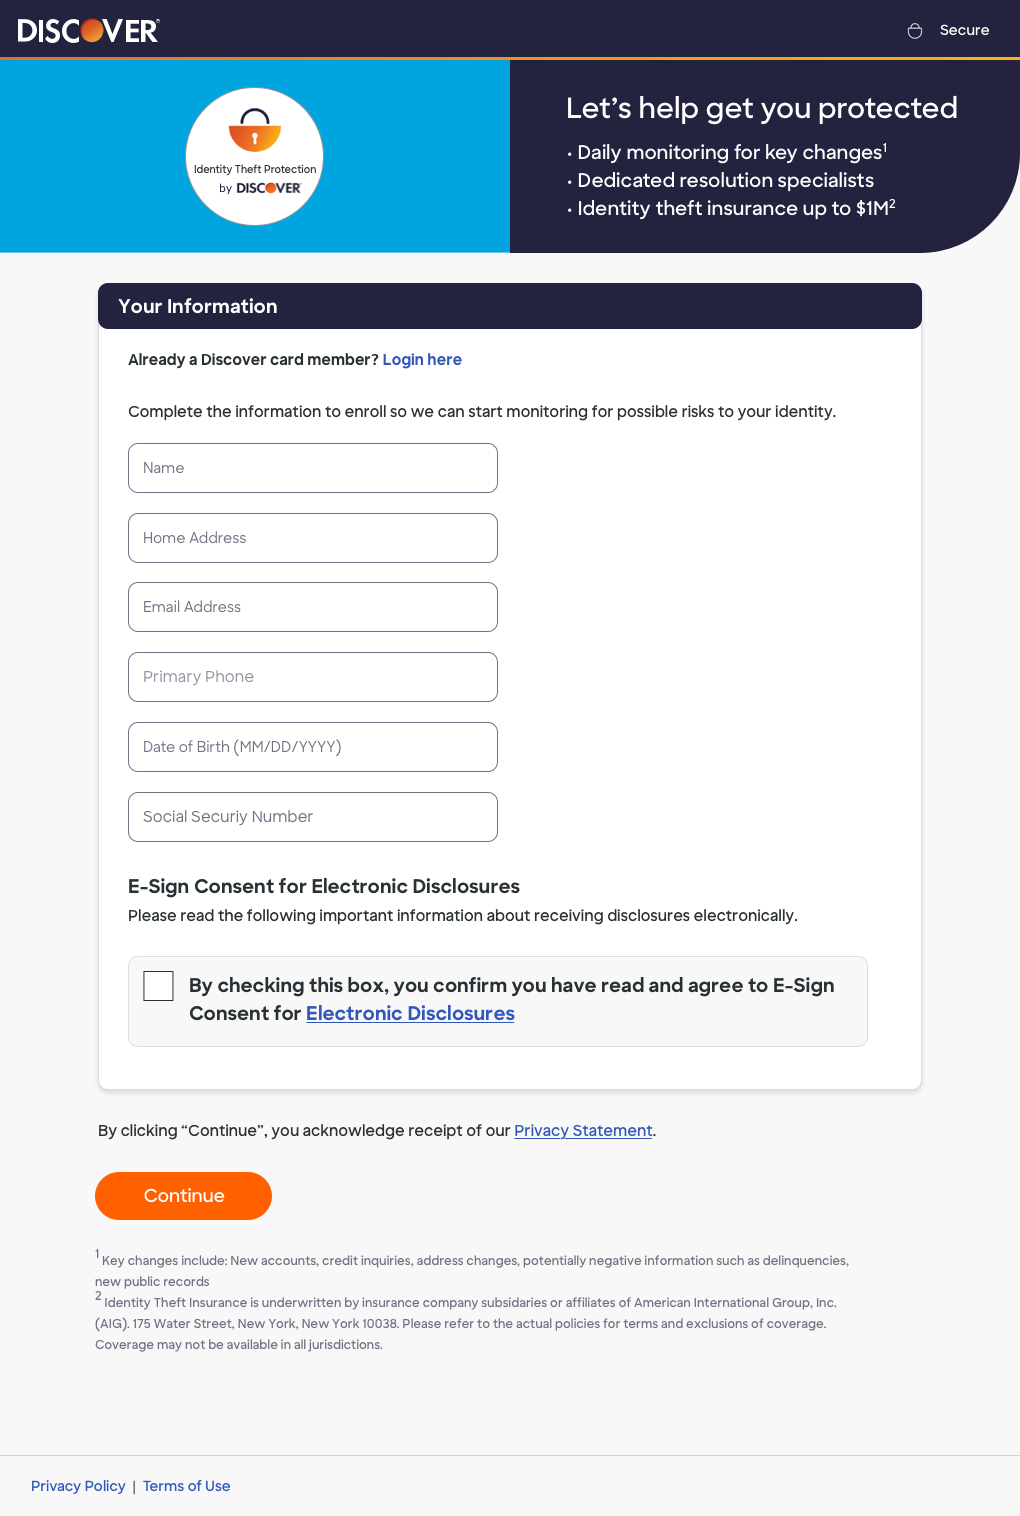 DISCOVER®
Secure
Identity Theft Protection
by DISCOVER
Let’s help get you protected
• Daily monitoring for key changes¹
• Dedicated resolution specialists
• Identity theft insurance up to $1M²
Your Information
Already a Discover card member? Login here
Complete the information to enroll so we can start monitoring for possible risks to your identity.
Name
Home Address
Email Address
Primary Phone
Date of Birth (MM/DD/YYYY)
Social Securiy Number
E-Sign Consent for Electronic Disclosures
Please read the following important information about receiving disclosures electronically.
By checking this box, you confirm you have read and agree to E-Sign
Consent for Electronic Disclosures
By clicking “Continue”, you acknowledge receipt of our Privacy Statement.
Continue
¹ Key changes include: New accounts, credit inquiries, address changes, potentially negative information such as delinquencies,
new public records
² Identity Theft Insurance is underwritten by insurance company subsidaries or affiliates of American International Group, Inc.
(AIG). 175 Water Street, New York, New York 10038. Please refer to the actual policies for terms and exclusions of coverage.
Coverage may not be available in all jurisdictions.
Privacy Policy | Terms of Use